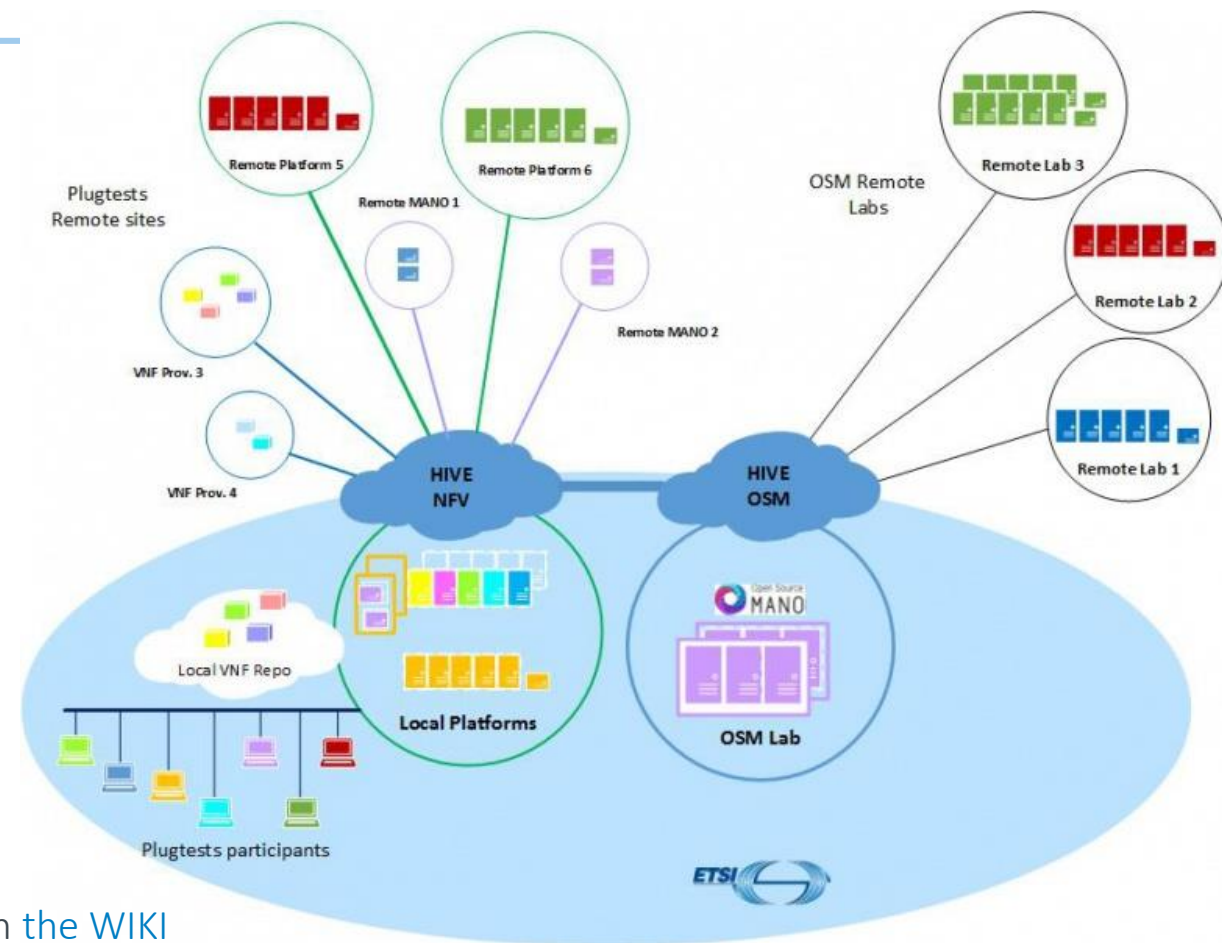 Remote Platform 5
Remote Platform 6
Remote Lab 3
Plugtests
Remote sites
Remote MANO 1
OSM Remote
Labs
Remote Lab 2
Remote MANO 2
VNF Prov. 3
VNF Prov. 4
Remote Lab 1
HIVE
NFV
HIVE
OSM
Open Source
MANO
Local VNF Repo
Local Platforms
OSM Lab
Plugtests participants
ETSI
the WIKI